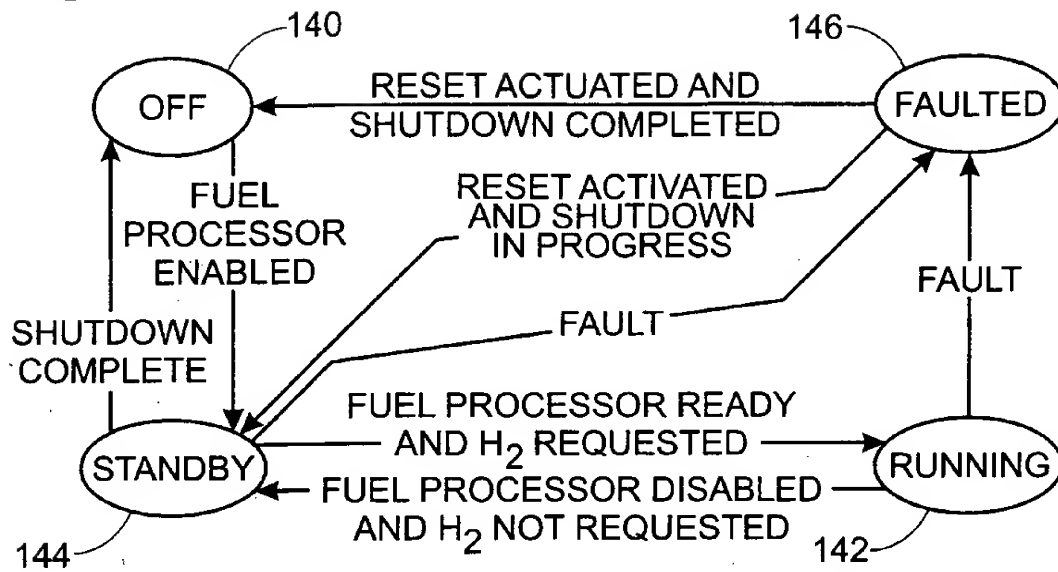 140
146
OFF
RESET ACTUATED AND
SHUTDOWN COMPLETED
FAULTED
FUEL
PROCESSOR
ENABLED
RESET ACTIVATED
AND SHUTDOWN
IN PROGRESS
FAULT
SHUTDOWN
COMPLETE
FAULT
STANDBY
FUEL PROCESSOR READY
AND H2 REQUESTED
RUNNING
FUEL PROCESSOR DISABLED
AND H2 NOT REQUESTED
144
142